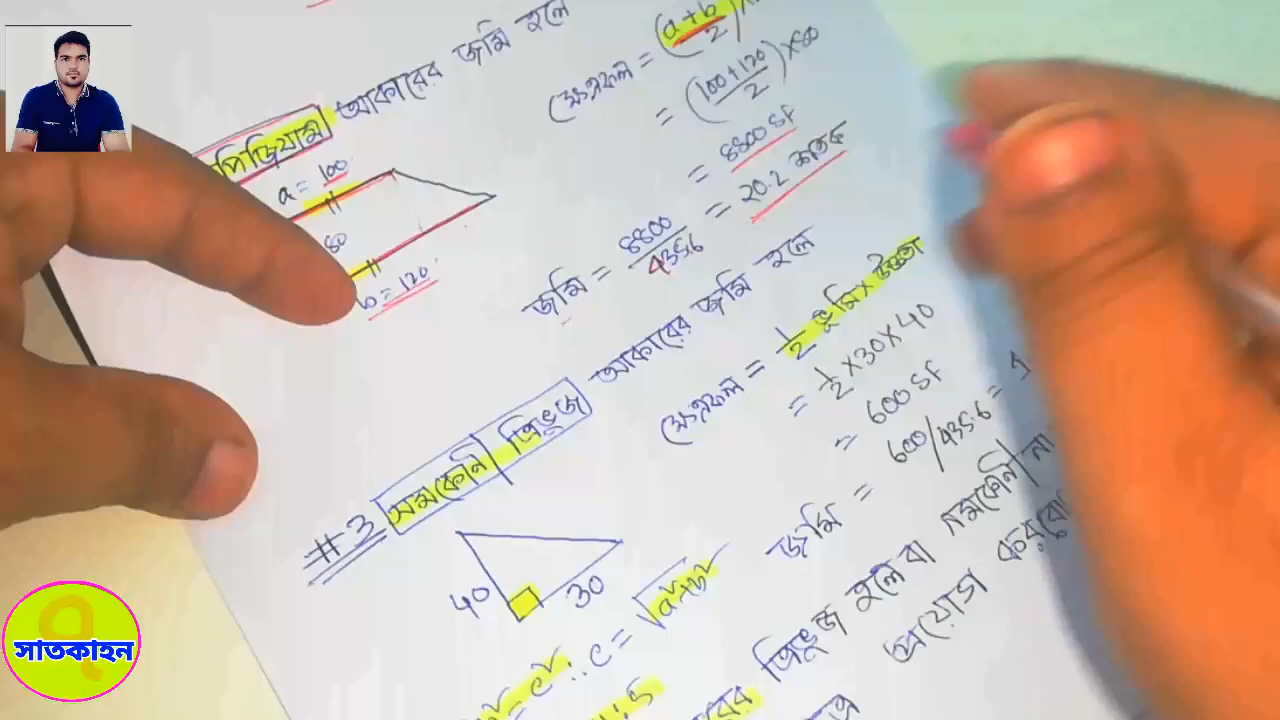 পিজিয়াম আকারের জমি হলে
a = 100
80
b = 120
ক্ষেত্রফল = (a+b/2)
= (100+120/2)×80
= 8800 SF
জমি = 8800/435.6 = 20.2 শতক
#3 সমকোনী ত্রিভুজ আকারের জমি হলে
40
30
ক্ষেত্রফল = 1/2 ভূমি × উচ্চতা
= 1/2×30×40
= 600 SF
জমি = 600/435.6 =
∴ c =
ত্রিভুজ হলে বা সমকোনী না
প্রয়োগ করবো
সাতকাহন